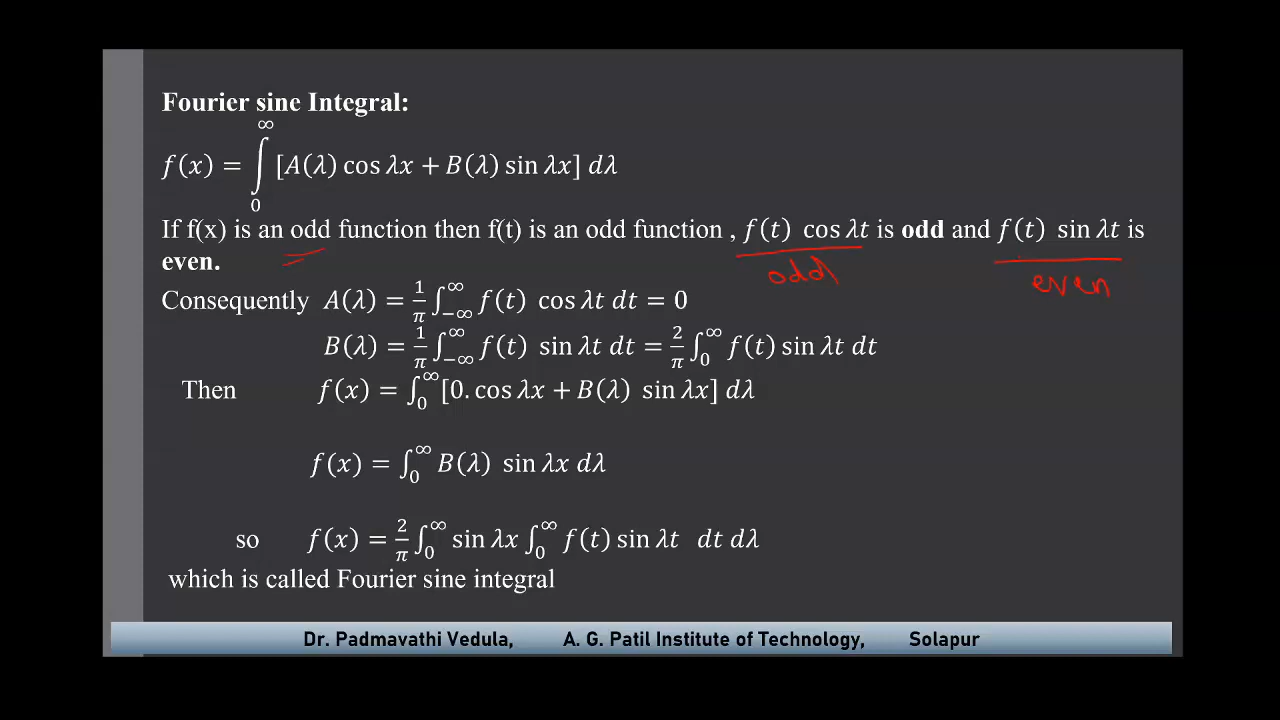 Fourier sine Integral:
f(x) = ∫₀^∞ [A(λ) cos λx + B(λ) sin λx] dλ
If f(x) is an odd function then f(t) is an odd function , f(t) cos λt is odd and f(t) sin λt is
even.
odd
even
Consequently A(λ) = 1/π ∫₋∞^∞ f(t) cos λt dt = 0
B(λ) = 1/π ∫₋∞^∞ f(t) sin λt dt = 2/π ∫₀^∞ f(t) sin λt dt
Then f(x) = ∫₀^∞ [0. cos λx + B(λ) sin λx] dλ
f(x) = ∫₀^∞ B(λ) sin λx dλ
so f(x) = 2/π ∫₀^∞ sin λx ∫₀^∞ f(t) sin λt dt dλ
which is called Fourier sine integral
Dr. Padmavathi Vedula, A. G. Patil Institute of Technology, Solapur